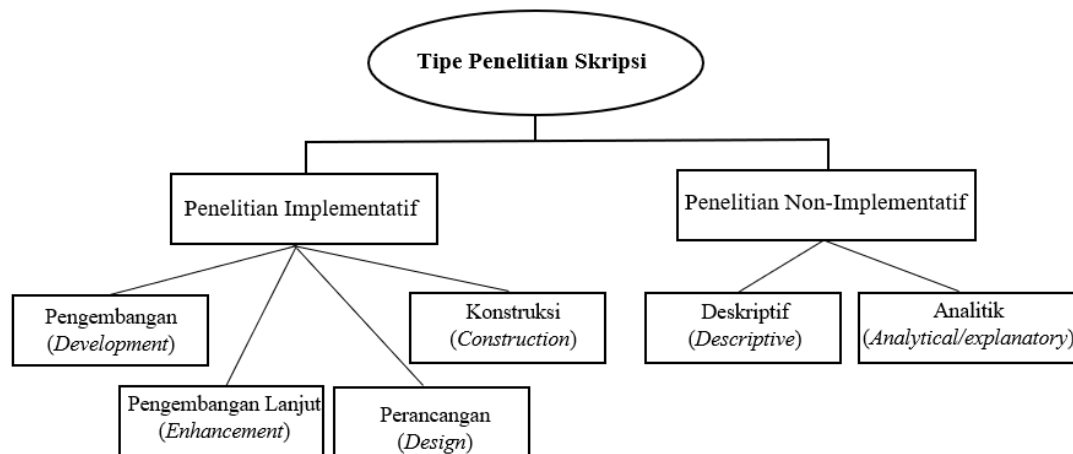 Tipe Penelitian Skripsi
Penelitian Implementatif
Penelitian Non-Implementatif
Pengembangan
(Development)
Konstruksi
(Construction)
Deskriptif
(Descriptive)
Analitik
(Analytical/explanatory)
Pengembangan Lanjut
(Enhancement)
Perancangan
(Design)